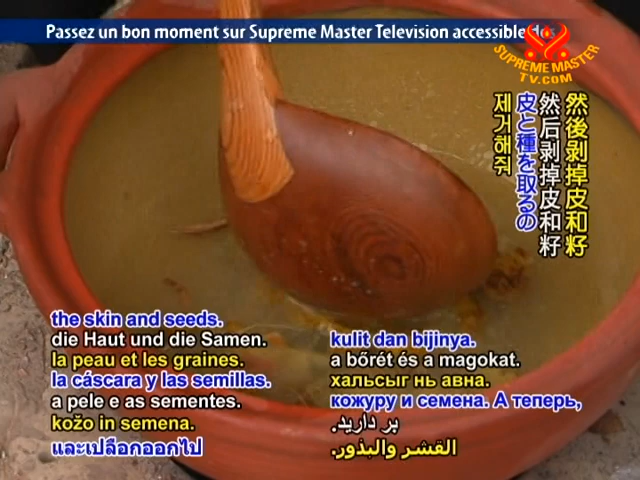 Passez un bon moment sur Supreme Master Television accessible dos
SUPREME MASTER
TV.COM
然後剝掉皮和籽
然后剥掉皮和籽
皮と種を取るの
제거해줘
the skin and seeds.
die Haut und die Samen.
la peau et les graines.
la cáscara y las semillas.
a pele e as sementes.
kožo in semena.
และเปลือกออกไป
kulit dan bijinya.
a bőrét és a magokat.
хальсыг нь авна.
кожуру и семена. А теперь,
بر دارید.
القشر والبذور.